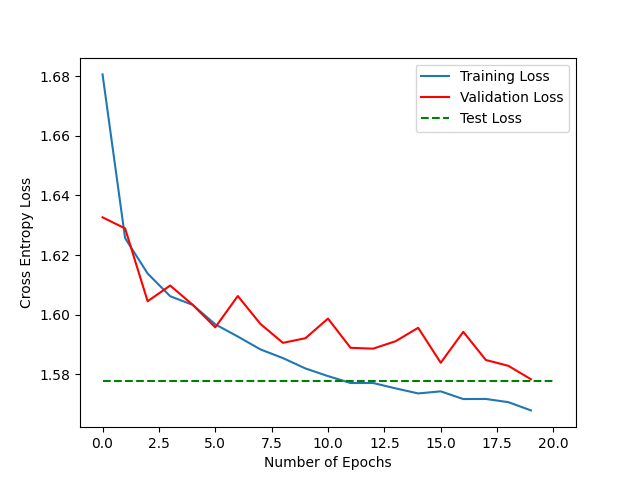 Training Loss
Validation Loss
Test Loss
1.68
1.66
1.64
1.62
1.60
1.58
Cross Entropy Loss
0.0 2.5 5.0 7.5 10.0 12.5 15.0 17.5 20.0
Number of Epochs